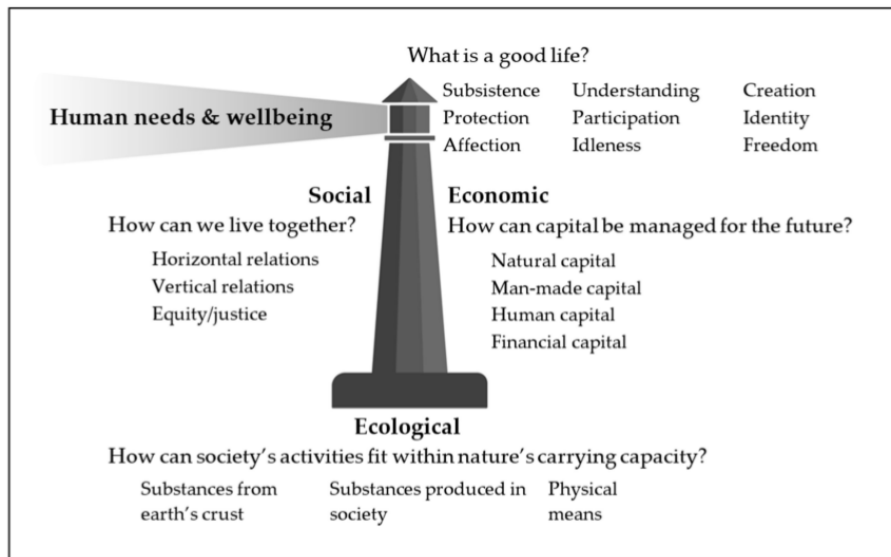 What is a good life?
Subsistence Understanding Creation
Protection Participation Identity
Affection Idleness Freedom
Human needs & wellbeing
Social
How can we live together?
Horizontal relations
Vertical relations
Equity/justice
Economic
How can capital be managed for the future?
Natural capital
Man-made capital
Human capital
Financial capital
Ecological
How can society's activities fit within nature's carrying capacity?
Substances from
earth's crust
Substances produced in
society
Physical
means